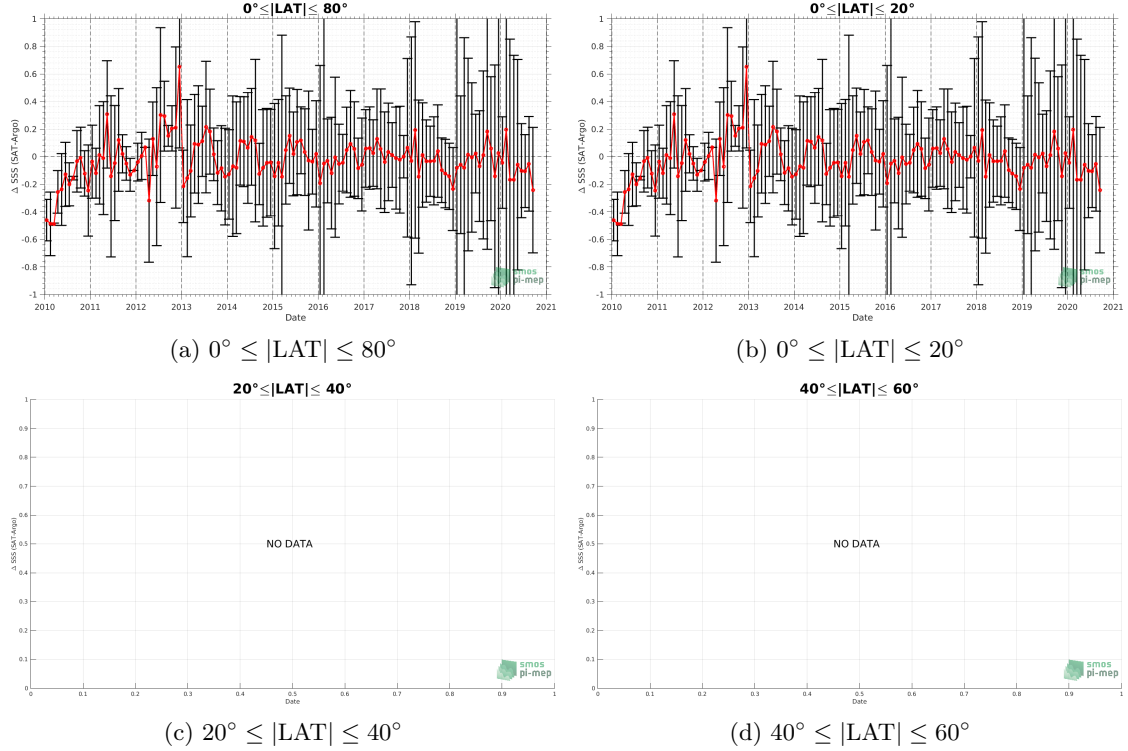 0°≤|LAT|≤ 80°
1
0.8
0.6
0.4
0.2
0
-0.2
-0.4
-0.6
-0.8
-1
Δ SSS (SAT-Argo)
2010 2011 2012 2013 2014 2015 2016 2017 2018 2019 2020 2021
Date
smos
pi-mep
(a) 0° ≤ |LAT| ≤ 80°
0°≤|LAT|≤ 20°
1
0.8
0.6
0.4
0.2
0
-0.2
-0.4
-0.6
-0.8
-1
Δ SSS (SAT-Argo)
2010 2011 2012 2013 2014 2015 2016 2017 2018 2019 2020 2021
Date
smos
pi-mep
(b) 0° ≤ |LAT| ≤ 20°
20°≤|LAT|≤ 40°
1
0.9
0.8
0.7
0.6
0.5
0.4
0.3
0.2
0.1
0
Δ SSS (SAT-Argo)
NO DATA
0 0.1 0.2 0.3 0.4 0.5 0.6 0.7 0.8 0.9 1
Date
smos
pi-mep
(c) 20° ≤ |LAT| ≤ 40°
40°≤|LAT|≤ 60°
1
0.9
0.8
0.7
0.6
0.5
0.4
0.3
0.2
0.1
0
Δ SSS (SAT-Argo)
NO DATA
0 0.1 0.2 0.3 0.4 0.5 0.6 0.7 0.8 0.9 1
Date
smos
pi-mep
(d) 40° ≤ |LAT| ≤ 60°